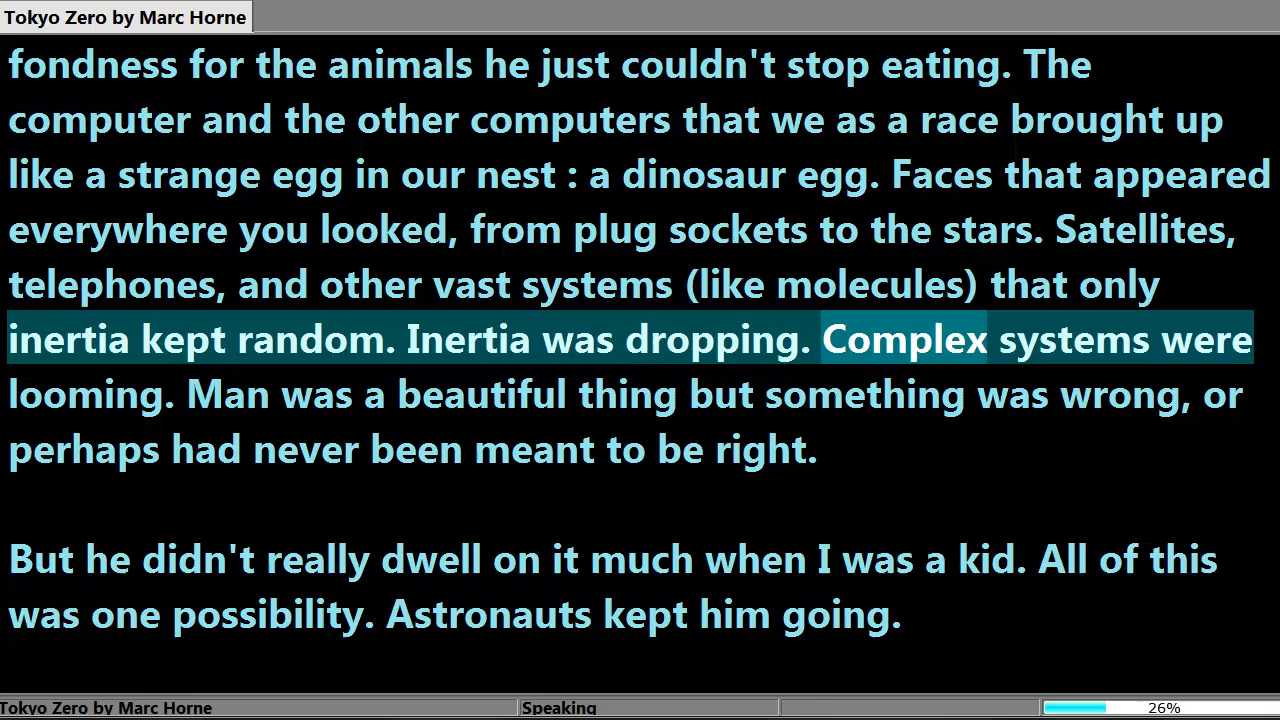 Tokyo Zero by Marc Horne
fondness for the animals he just couldn't stop eating. The
computer and the other computers that we as a race brought up
like a strange egg in our nest : a dinosaur egg. Faces that appeared
everywhere you looked, from plug sockets to the stars. Satellites,
telephones, and other vast systems (like molecules) that only
inertia kept random. Inertia was dropping. Complex systems were
looming. Man was a beautiful thing but something was wrong, or
perhaps had never been meant to be right.
But he didn't really dwell on it much when I was a kid. All of this
was one possibility. Astronauts kept him going.
Tokyo Zero by Marc Horne Speaking 26%